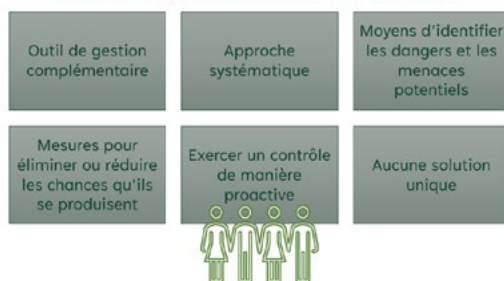 Outil de gestion
complémentaire
Approche
systématique
Moyens d'identifier
les dangers et les
menaces
potentiels
Mesures pour
éliminer ou réduire
les chances qu'ils
se produisent
Exercer un contrôle
de manière
proactive
Aucune solution
unique